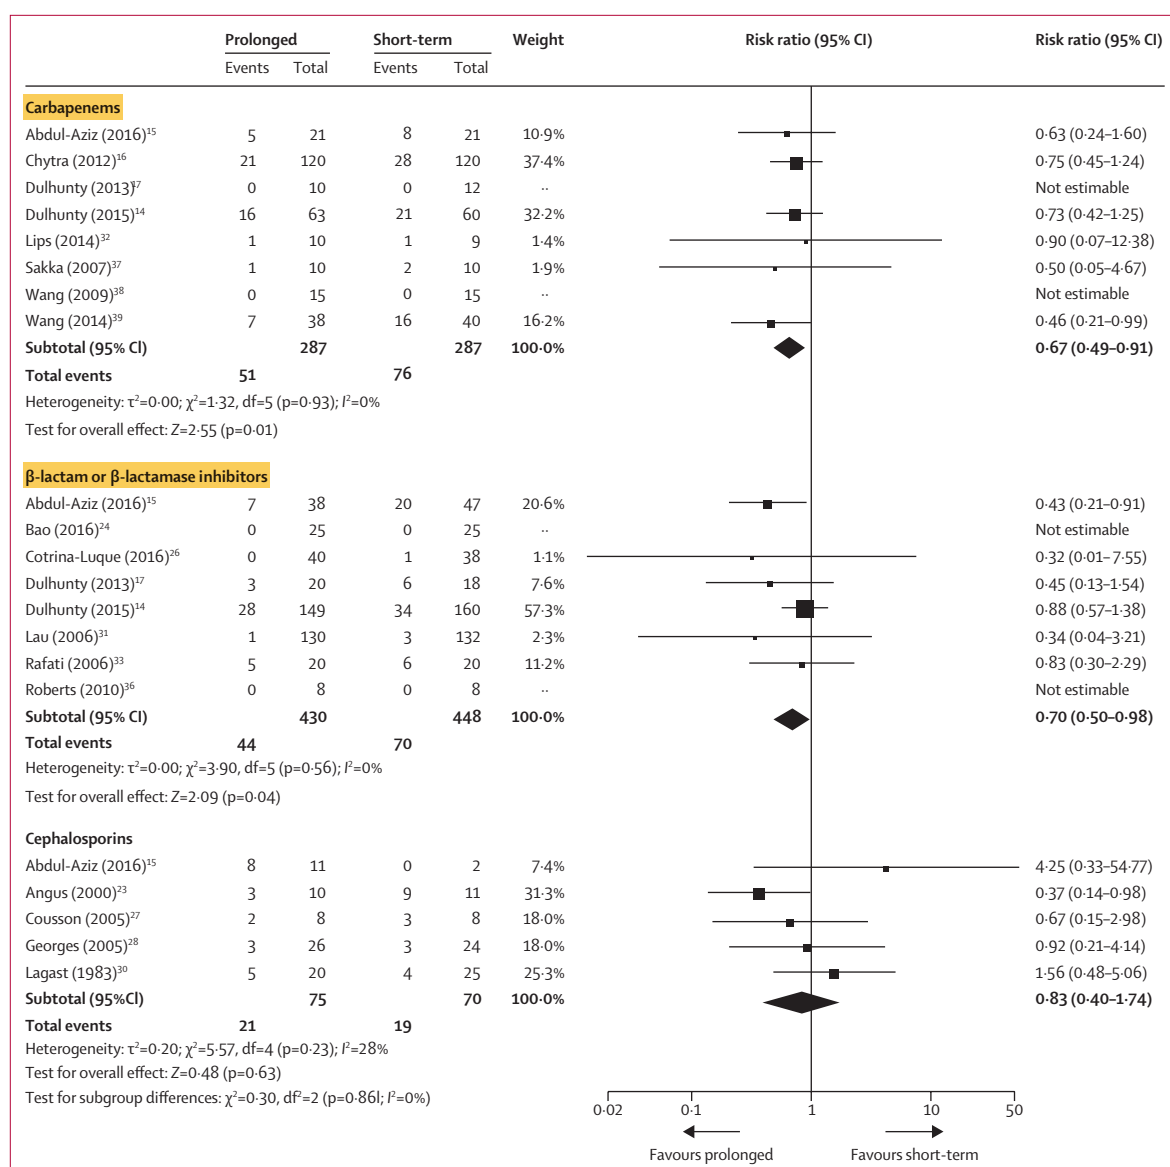 Prolonged Short-term Weight Risk ratio (95% CI) Risk ratio (95% CI)
Events Total Events Total
Carbapenems
Abdul-Aziz (2016)15 5 21 8 21 10·9% 0·63 (0·24–1·60)
Chytra (2012)16 21 120 28 120 37·4% 0·75 (0·45–1·24)
Dulhunty (2013)17 0 10 0 12 ·· Not estimable
Dulhunty (2015)14 16 63 21 60 32·2% 0·73 (0·42–1·25)
Lips (2014)32 1 10 1 9 1·4% 0·90 (0·07–12·38)
Sakka (2007)37 1 10 2 10 1·9% 0·50 (0·05–4·67)
Wang (2009)38 0 15 0 15 ·· Not estimable
Wang (2014)39 7 38 16 40 16·2% 0·46 (0·21–0·99)
Subtotal (95% Cl) 287 287 100·0% 0·67 (0·49–0·91)
Total events 51 76
Heterogeneity: τ²=0·00; χ²=1·32, df=5 (p=0·93); I²=0%
Test for overall effect: Z=2·55 (p=0·01)
β-lactam or β-lactamase inhibitors
Abdul-Aziz (2016)15 7 38 20 47 20·6% 0·43 (0·21–0·91)
Bao (2016)24 0 25 0 25 ·· Not estimable
Cotrina-Luque (2016)26 0 40 1 38 1·1% 0·32 (0·01– 7·55)
Dulhunty (2013)17 3 20 6 18 7·6% 0·45 (0·13–1·54)
Dulhunty (2015)14 28 149 34 160 57·3% 0·88 (0·57–1·38)
Lau (2006)31 1 130 3 132 2·3% 0·34 (0·04–3·21)
Rafati (2006)33 5 20 6 20 11·2% 0·83 (0·30–2·29)
Roberts (2010)36 0 8 0 8 ·· Not estimable
Subtotal (95% CI) 430 448 100·0% 0·70 (0·50–0·98)
Total events 44 70
Heterogeneity: τ²=0·00; χ²=3·90, df=5 (p=0·56); I²=0%
Test for overall effect: Z=2·09 (p=0·04)
Cephalosporins
Abdul-Aziz (2016)15 8 11 0 2 7·4% 4·25 (0·33–54·77)
Angus (2000)23 3 10 9 11 31·3% 0·37 (0·14–0·98)
Cousson (2005)27 2 8 3 8 18·0% 0·67 (0·15–2·98)
Georges (2005)28 3 26 3 24 18·0% 0·92 (0·21–4·14)
Lagast (1983)30 5 20 4 25 25·3% 1·56 (0·48–5·06)
Subtotal (95%Cl) 75 70 100·0% 0·83 (0·40–1·74)
Total events 21 19
Heterogeneity: τ²=0·20; χ²=5·57, df=4 (p=0·23); I²=28%
Test for overall effect: Z=0·48 (p=0·63)
Test for subgroup differences: χ²=0·30, df²=2 (p=0·86l; I²=0%)
0·02 0·1 1 10 50
Favours prolonged Favours short-term